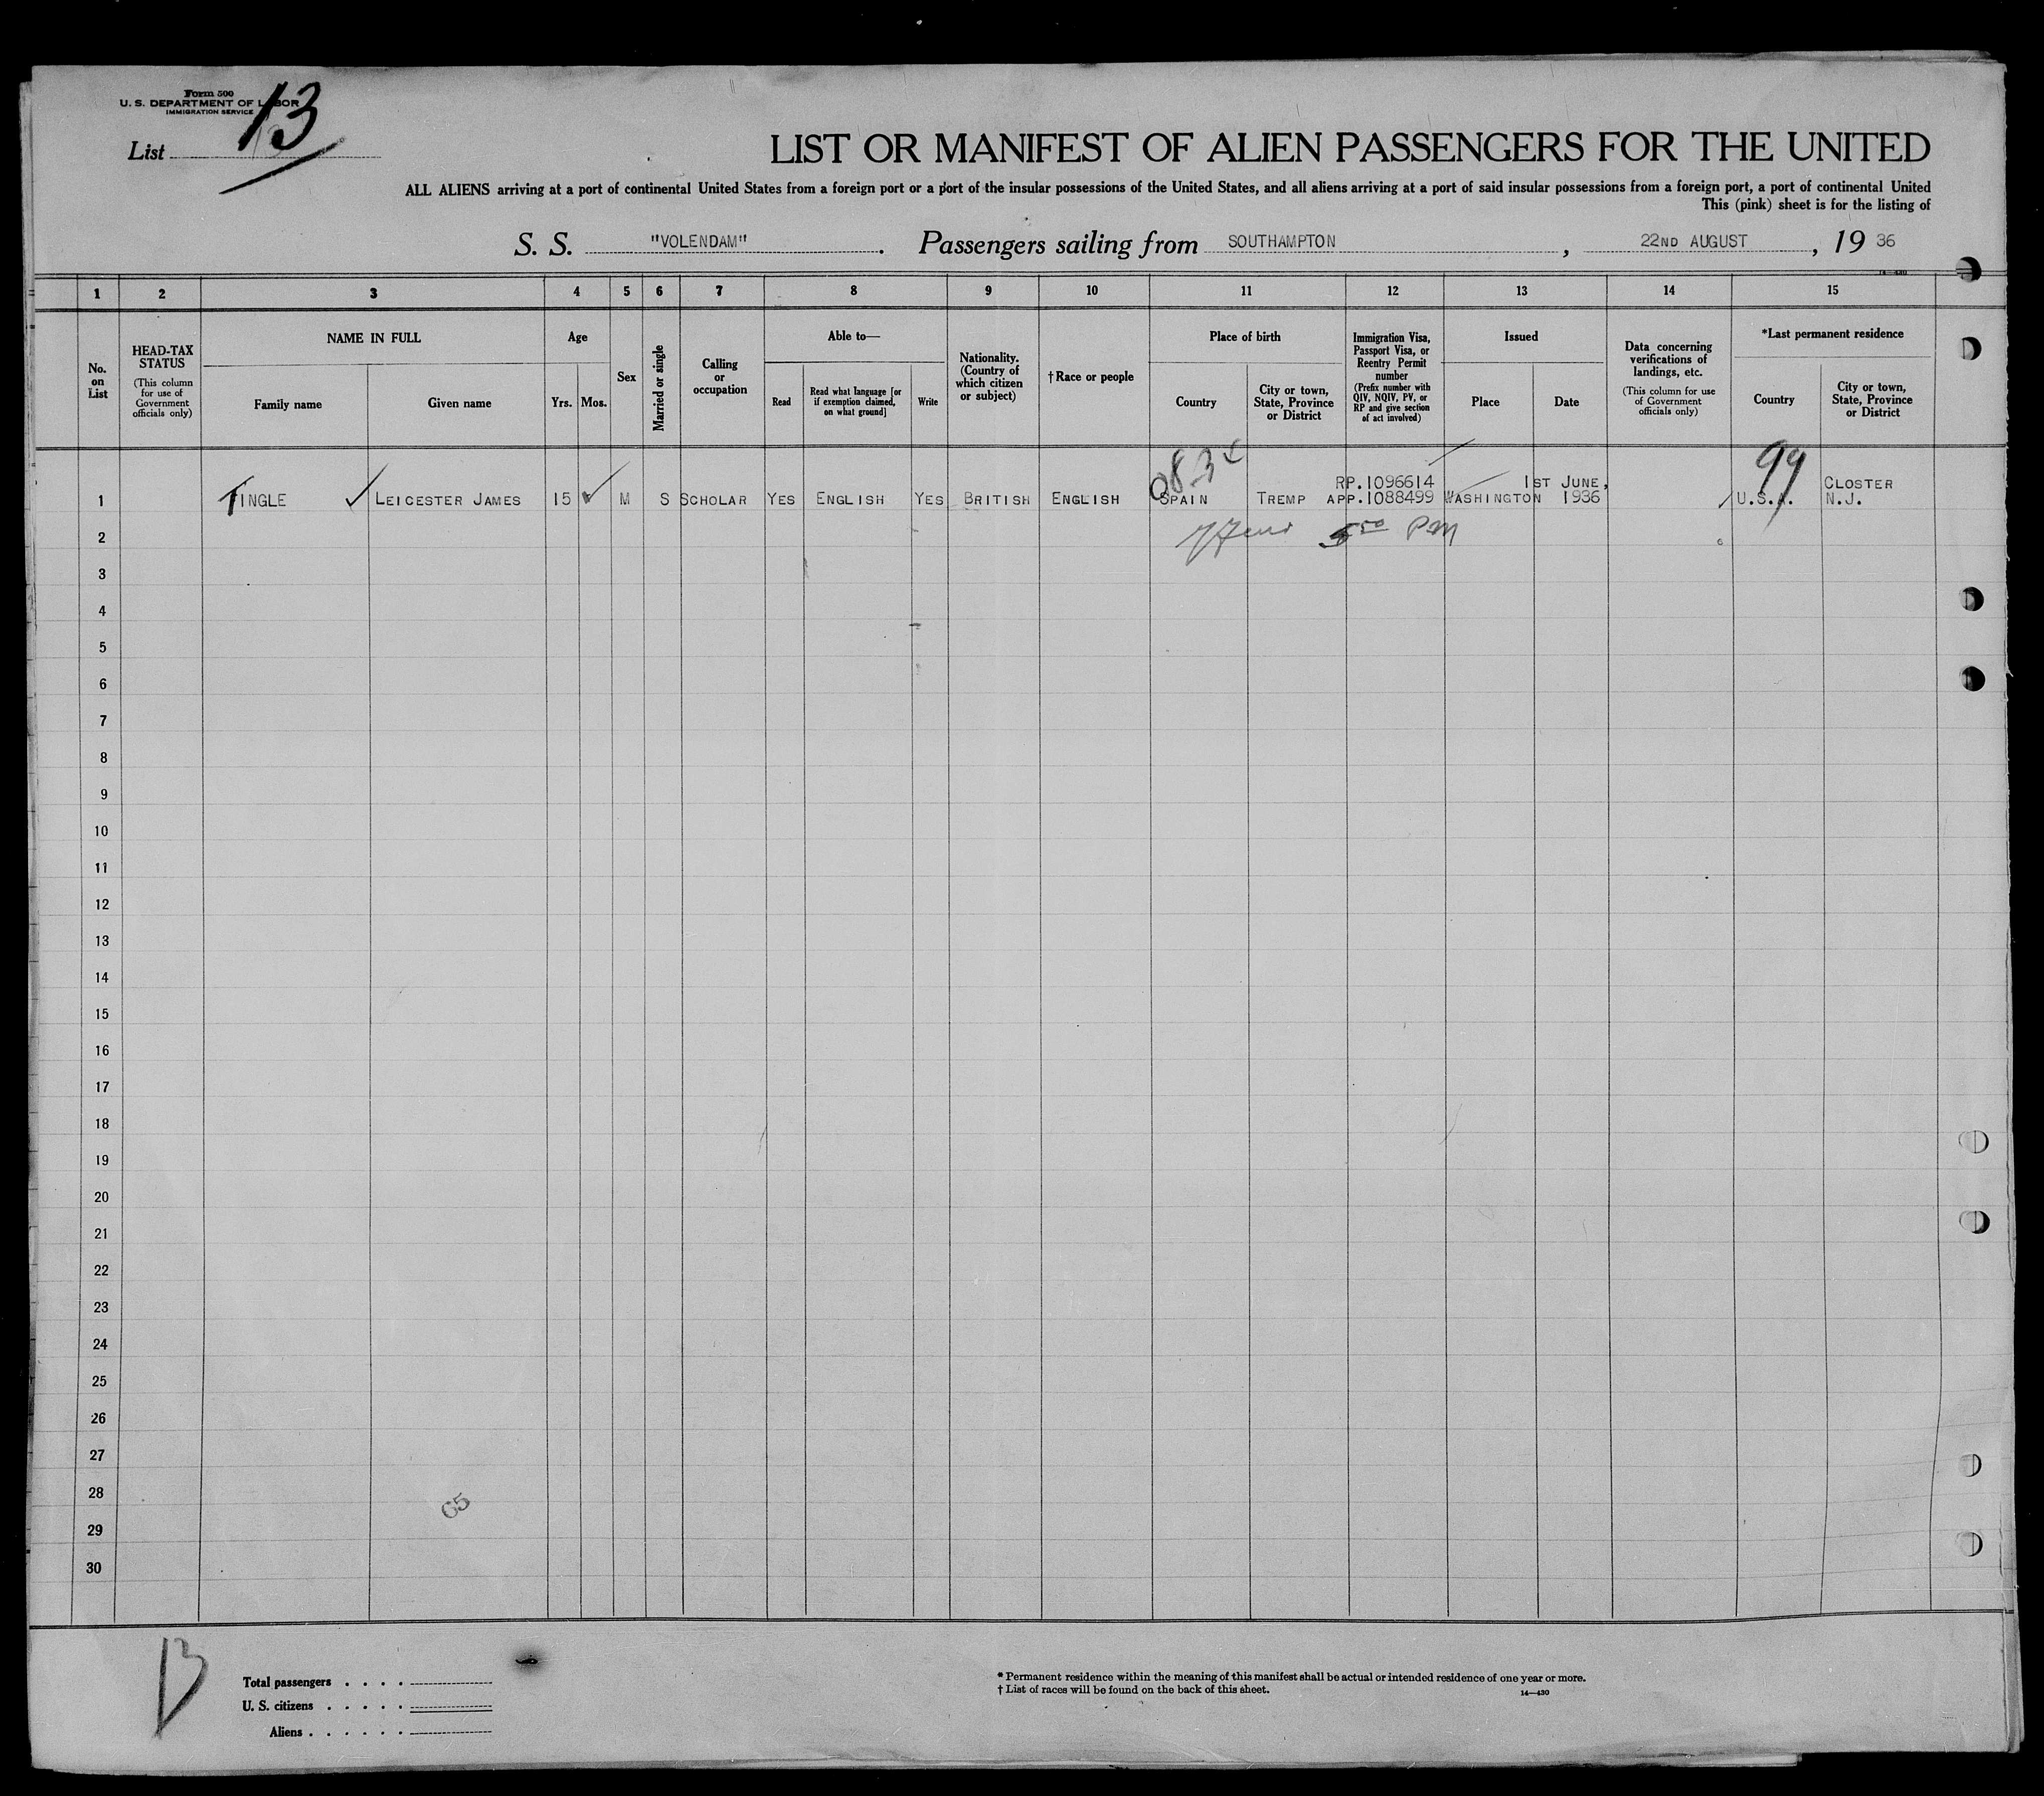 Form 500
U. S. DEPARTMENT OF LABOR
IMMIGRATION SERVICE
List 13
LIST OR MANIFEST OF ALIEN PASSENGERS FOR THE UNITED
ALL ALIENS arriving at a port of continental United States from a foreign port or a port of the insular possessions of the United States, and all aliens arriving at a port of said insular possessions from a foreign port, a port of continental United
This (pink) sheet is for the listing of
S. S. "VOLENDAM". Passengers sailing from SOUTHAMPTON, 22ND AUGUST, 19 36
14—430
1 2 3 4 5 6 7 8 9 10 11 12 13 14 15
No. on List
HEAD-TAX STATUS
(This column for use of Government officials only)
NAME IN FULL
Family name Given name
Age
Yrs. Mos.
Sex
Married or single
Calling or occupation
Able to—
Read
Read what language [or if exemption claimed, on what ground]
Write
Nationality. (Country of which citizen or subject)
† Race or people
Place of birth
Country
City or town, State, Province or District
Immigration Visa, Passport Visa, or Reentry Permit number
(Prefix number with QIV, NQIV, PV, or RP and give section of act involved)
Issued
Place Date
Data concerning verifications of landings, etc.
(This column for use of Government officials only)
*Last permanent residence
Country
City or town, State, Province or District
99
RP.1096614 1ST JUNE, CLOSTER
1 TINGLE LEICESTER JAMES 15 M S SCHOLAR YES ENGLISH YES BRITISH ENGLISH SPAIN TREMP APP.1088499 WASHINGTON 1936 U.S.A. N.J.
5 50 PM
2
3
4
5
6
7
8
9
10
11
12
13
14
15
16
17
18
19
20
21
22
23
24
25
26
27
28
65
29
30
13
Total passengers . . . .
U. S. citizens . . . . .
Aliens . . . . . .
* Permanent residence within the meaning of this manifest shall be actual or intended residence of one year or more.
† List of races will be found on the back of this sheet.
14—430